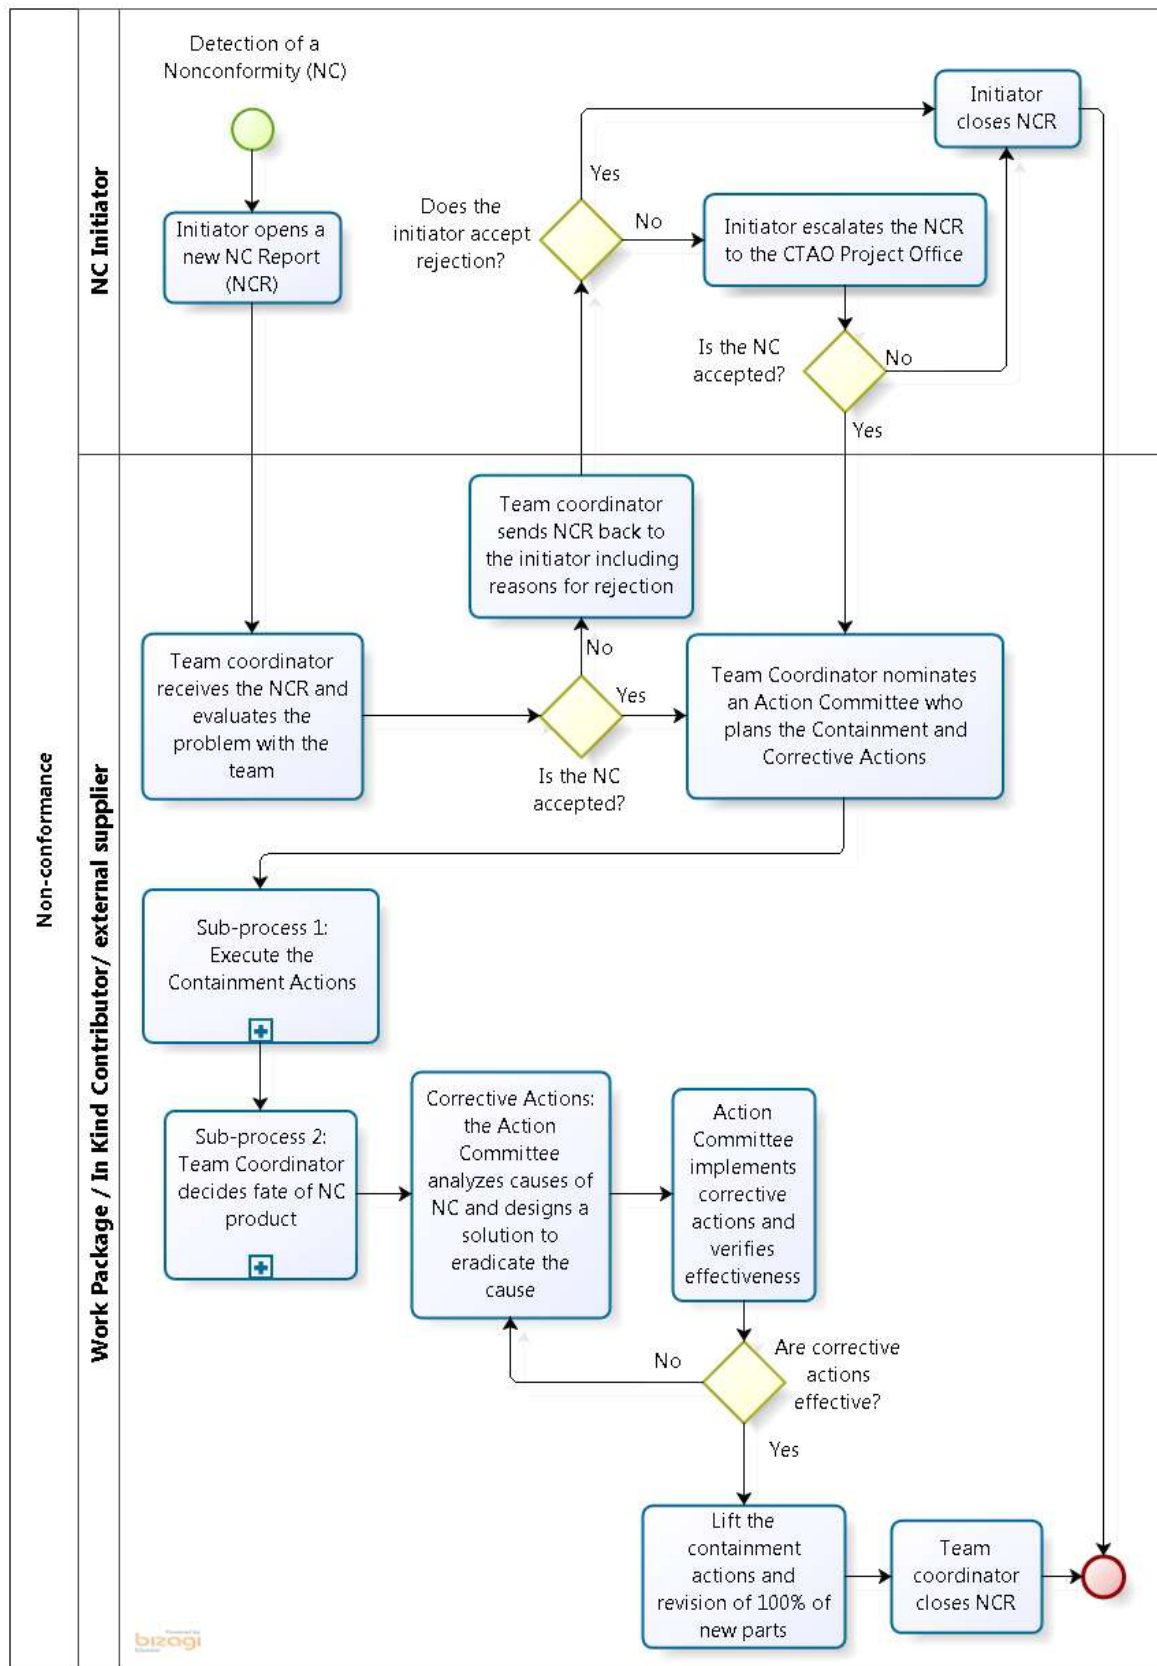 Non-conformance
NC Initiator
Detection of a
Nonconformity (NC)
Initiator opens a
new NC Report
(NCR)
Does the
initiator accept
rejection?
Yes
No
Initiator
closes NCR
Initiator escalates the NCR
to the CTAO Project Office
Is the NC
accepted?
No
Yes
Work Package / In Kind Contributor/ external supplier
Team coordinator
sends NCR back to
the initiator including
reasons for rejection
Team coordinator
receives the NCR and
evaluates the
problem with the
team
No
Yes
Is the NC
accepted?
Team Coordinator nominates
an Action Committee who
plans the Containment and
Corrective Actions
Sub-process 1:
Execute the
Containment Actions
Sub-process 2:
Team Coordinator
decides fate of NC
product
Corrective Actions:
the Action
Committee
analyzes causes of
NC and designs a
solution to
eradicate the
cause
Action
Committee
implements
corrective
actions and
verifies
effectiveness
No
Are corrective
actions
effective?
Yes
Lift the
containment
actions and
revision of 100% of
new parts
Team
coordinator
closes NCR
Powered by
bizagi
Modeler